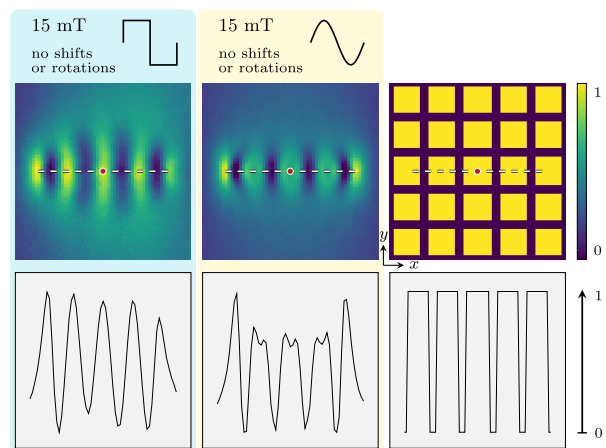 15 mT
no shifts
or rotations
15 mT
no shifts
or rotations
1
0
y
x
1
0